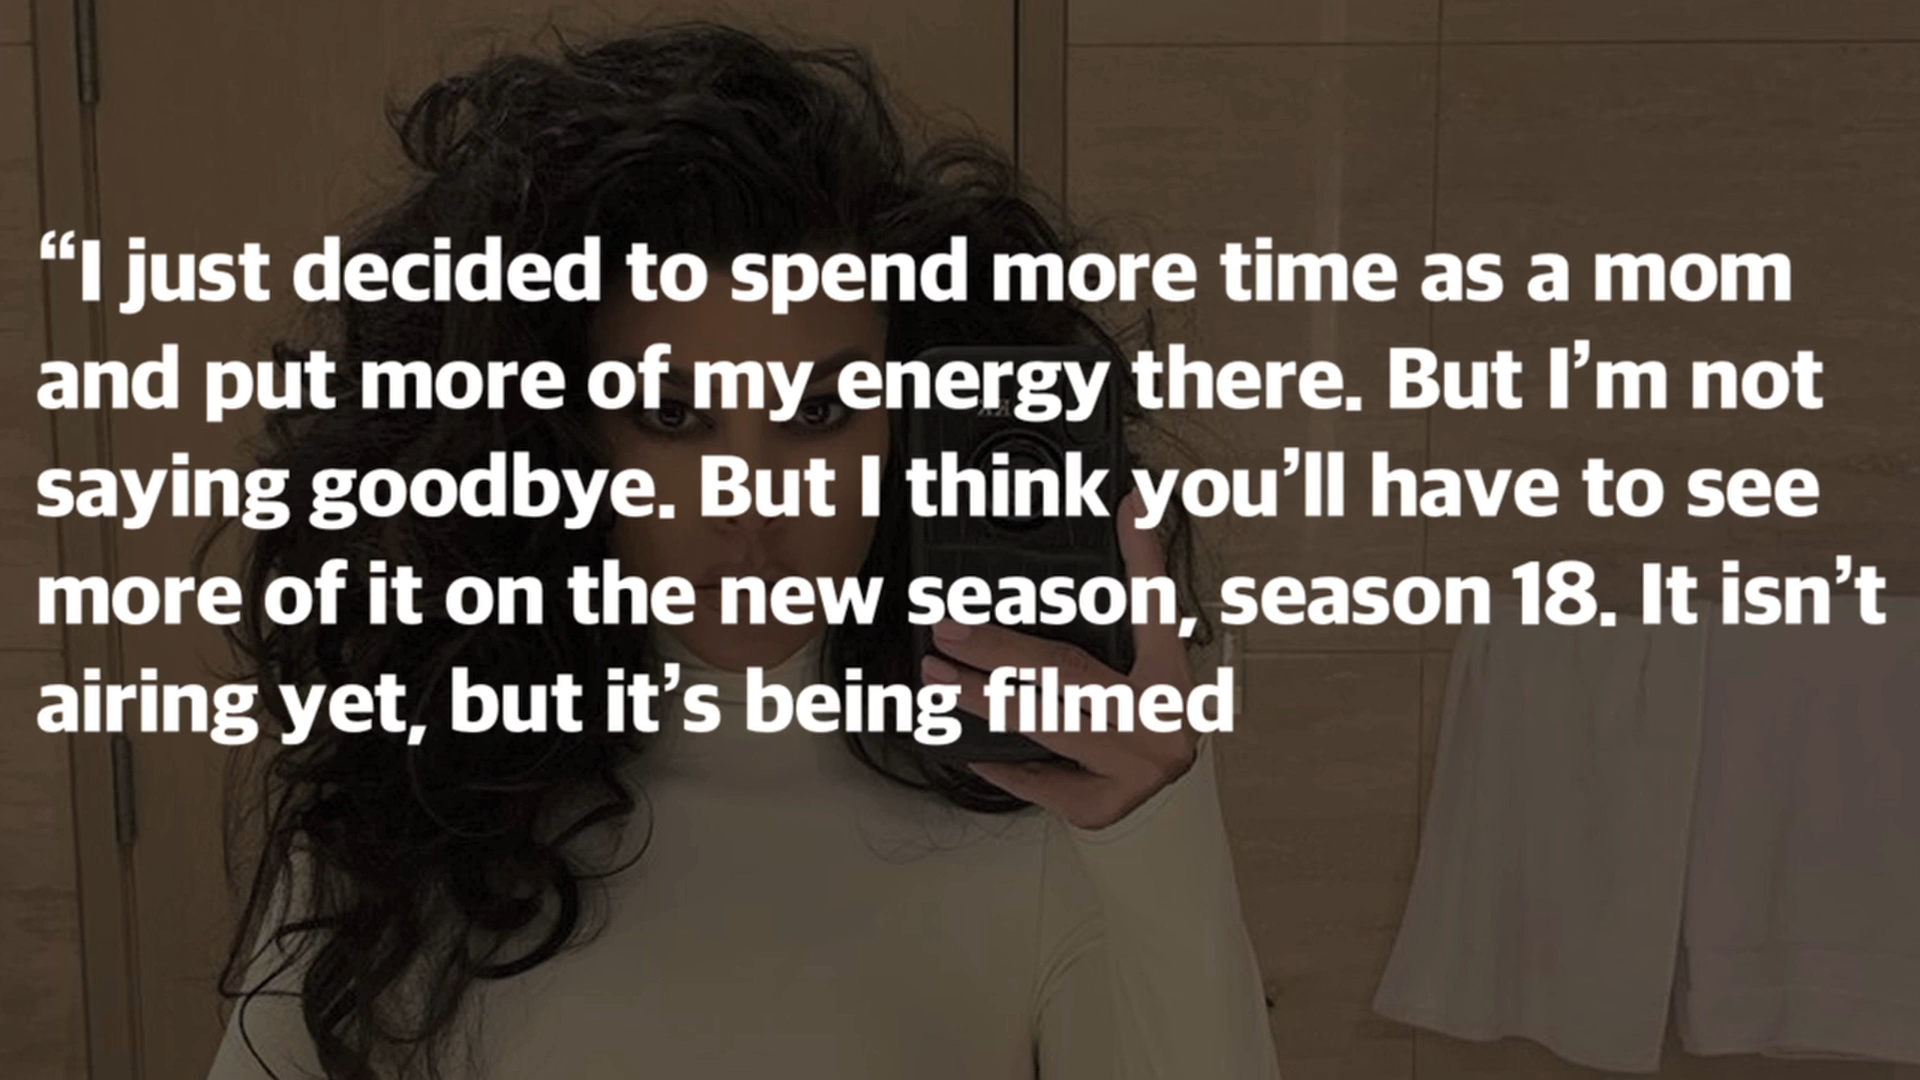 “I just decided to spend more time as a mom
and put more of my energy there. But I’m not
saying goodbye. But I think you’ll have to see
more of it on the new season, season 18. It isn’t
airing yet, but it’s being filmed